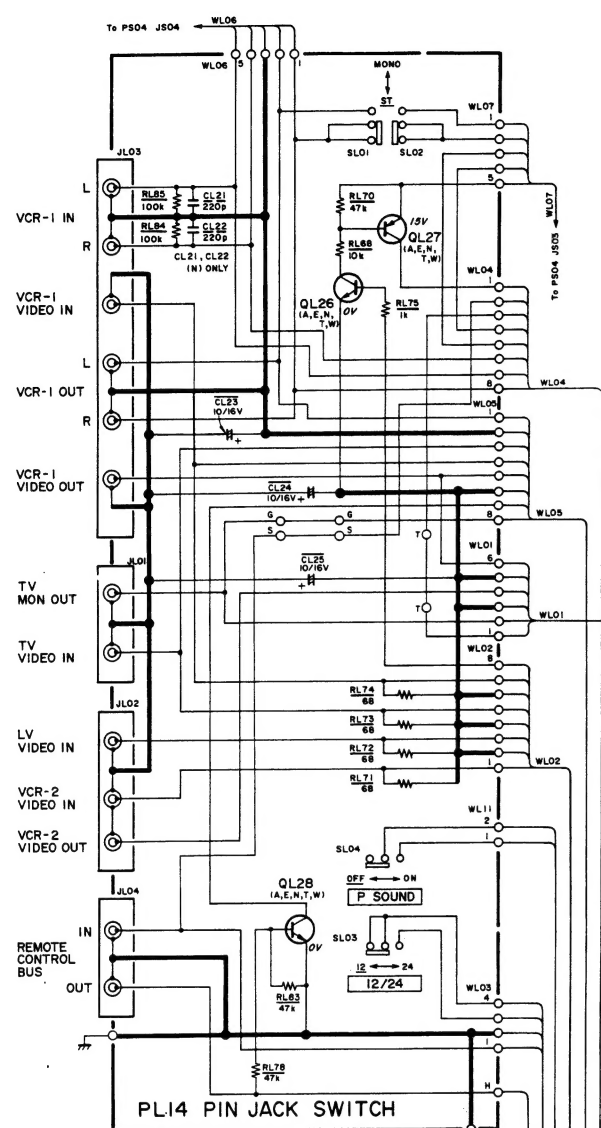 To PS04 JS04
WL06
WL06 5 1
MONO
ST
WL07
1
SL01 SL02
JL03
L
RL85
100k
CL21
220p
VCR-1 IN
RL84
100k
CL22
220p
R
CL21, CL22
(N) ONLY
RL70
47k
15V
QL27
(A,E,N,
T,W)
RL68
10k
5
WL07
To PS04 JS03
WL04
VCR-1
VIDEO IN
QL26
(A,E,N,
T,W)
0V
RL75
1k
1
L
VCR-1 OUT
8
WL04
WL05
R
CL23
10/16V +
1
VCR-1
VIDEO OUT
CL24
10/16V +
G G
S S
8
WL05
T
WL01
JL01
CL25
10/16V
+
6
TV
MON OUT
T
WL01
1
TV
VIDEO IN
WL02
8
RL74
68
JL02
LV
VIDEO IN
RL73
68
RL72
68
1
WL02
RL71
68
VCR-2
VIDEO IN
WL11
2
VCR-2
VIDEO OUT
1
SL04
OFF ON
P SOUND
JL04
QL28
(A,E,N,T,W)
0V
IN
REMOTE
CONTROL
BUS
OUT
SL03
12 24
12/24
WL03
4
RL83
47k
1
RL78
47k
H
PL14 PIN JACK SWITCH